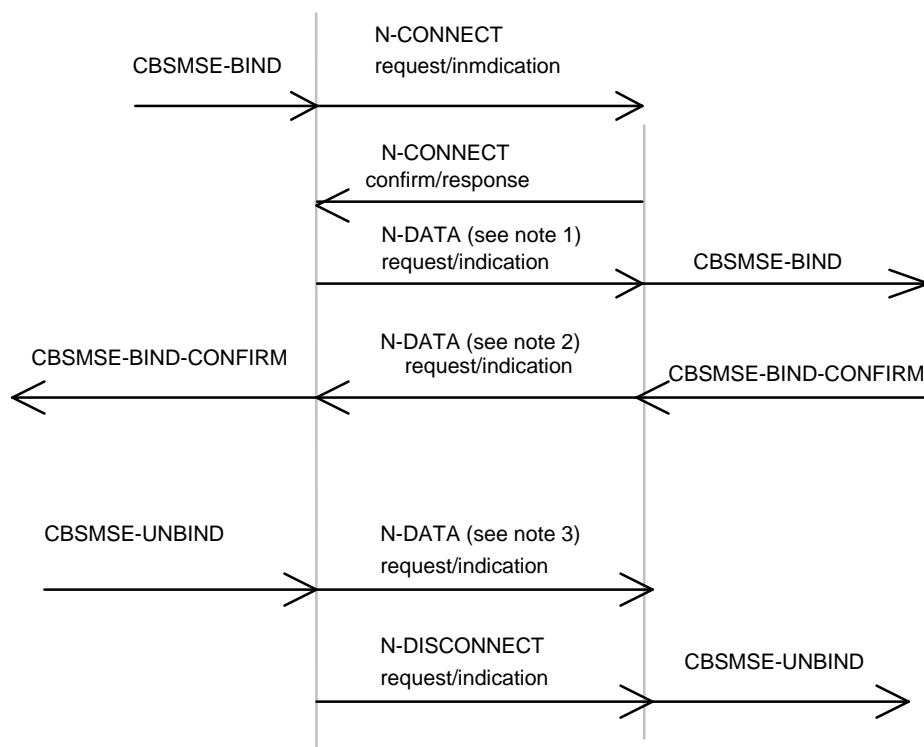 N-CONNECT
CBSMSE-BIND
request/inmdication
N-CONNECT
confirm/response
N-DATA (see note 1)
request/indication
CBSMSE-BIND
CBSMSE-BIND-CONFIRM
N-DATA (see note 2)
request/indication
CBSMSE-BIND-CONFIRM
CBSMSE-UNBIND
N-DATA (see note 3)
request/indication
N-DISCONNECT
request/indication
CBSMSE-UNBIND